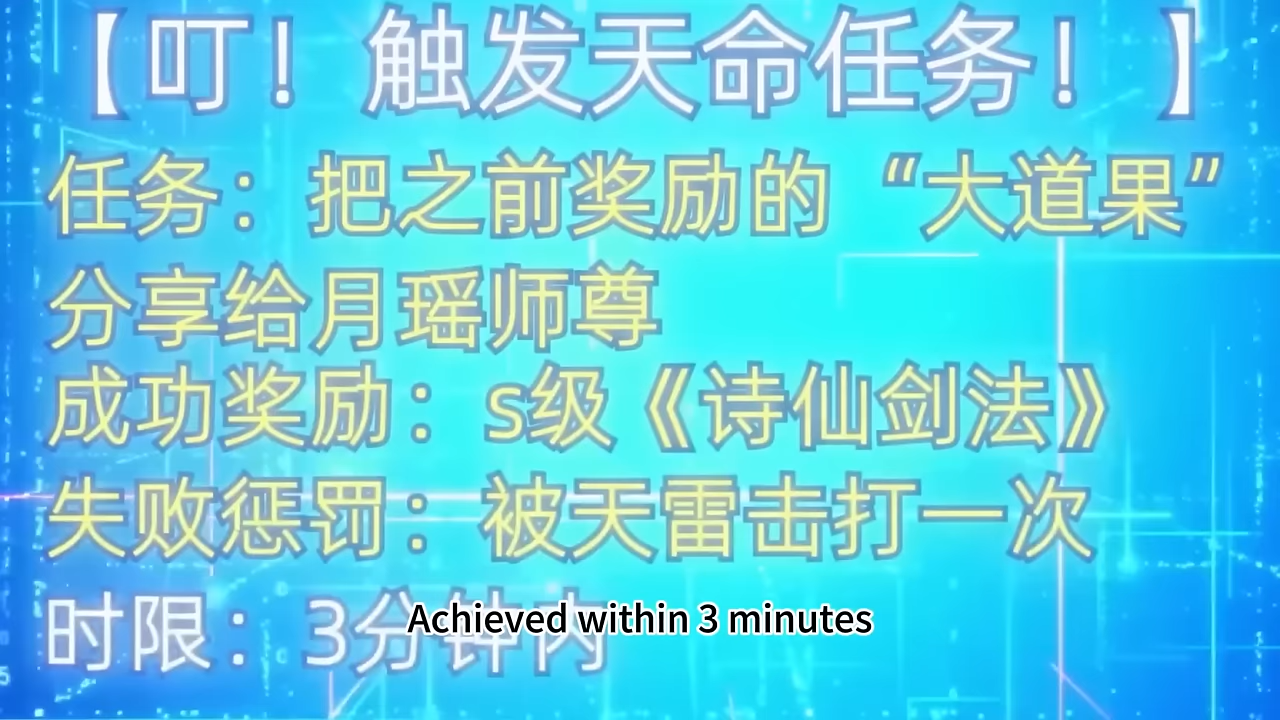 【叮！触发天命任务！】
任务：把之前奖励的“大道果”
分享给月瑶师尊
成功奖励：s级《诗仙剑法》
失败惩罚：被天雷击打一次
时限：3分钟内
Achieved within 3 minutes